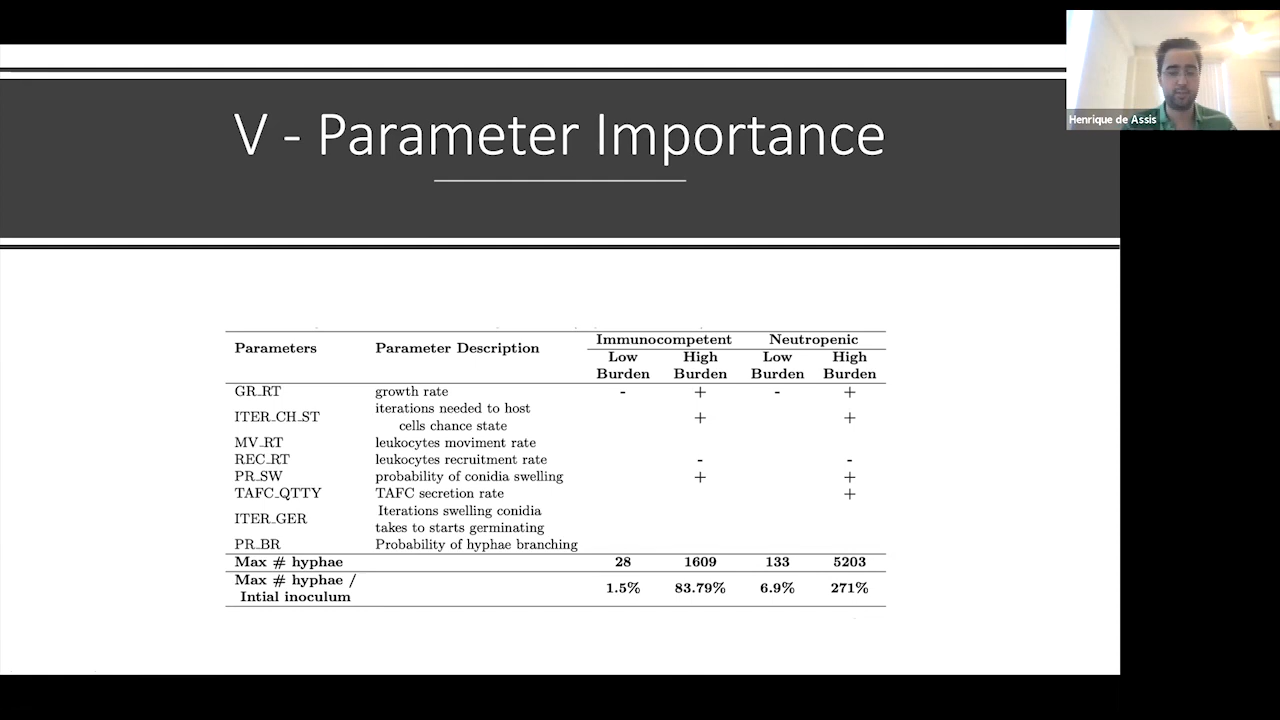 Henrique de Assis
V - Parameter Importance
Parameters Parameter Description Immunocompetent Neutropenic
Low Burden High Burden Low Burden High Burden
GR_RT growth rate - + - +
ITER_CH_ST iterations needed to host cells chance state + +
MV_RT leukocytes moviment rate
REC_RT leukocytes recruitment rate - -
PR_SW probability of conidia swelling + +
TAFC_QTTY TAFC secretion rate +
ITER_GER Iterations swelling conidia takes to starts germinating
PR_BR Probability of hyphae branching
Max # hyphae 28 1609 133 5203
Max # hyphae / Intial inoculum 1.5% 83.79% 6.9% 271%